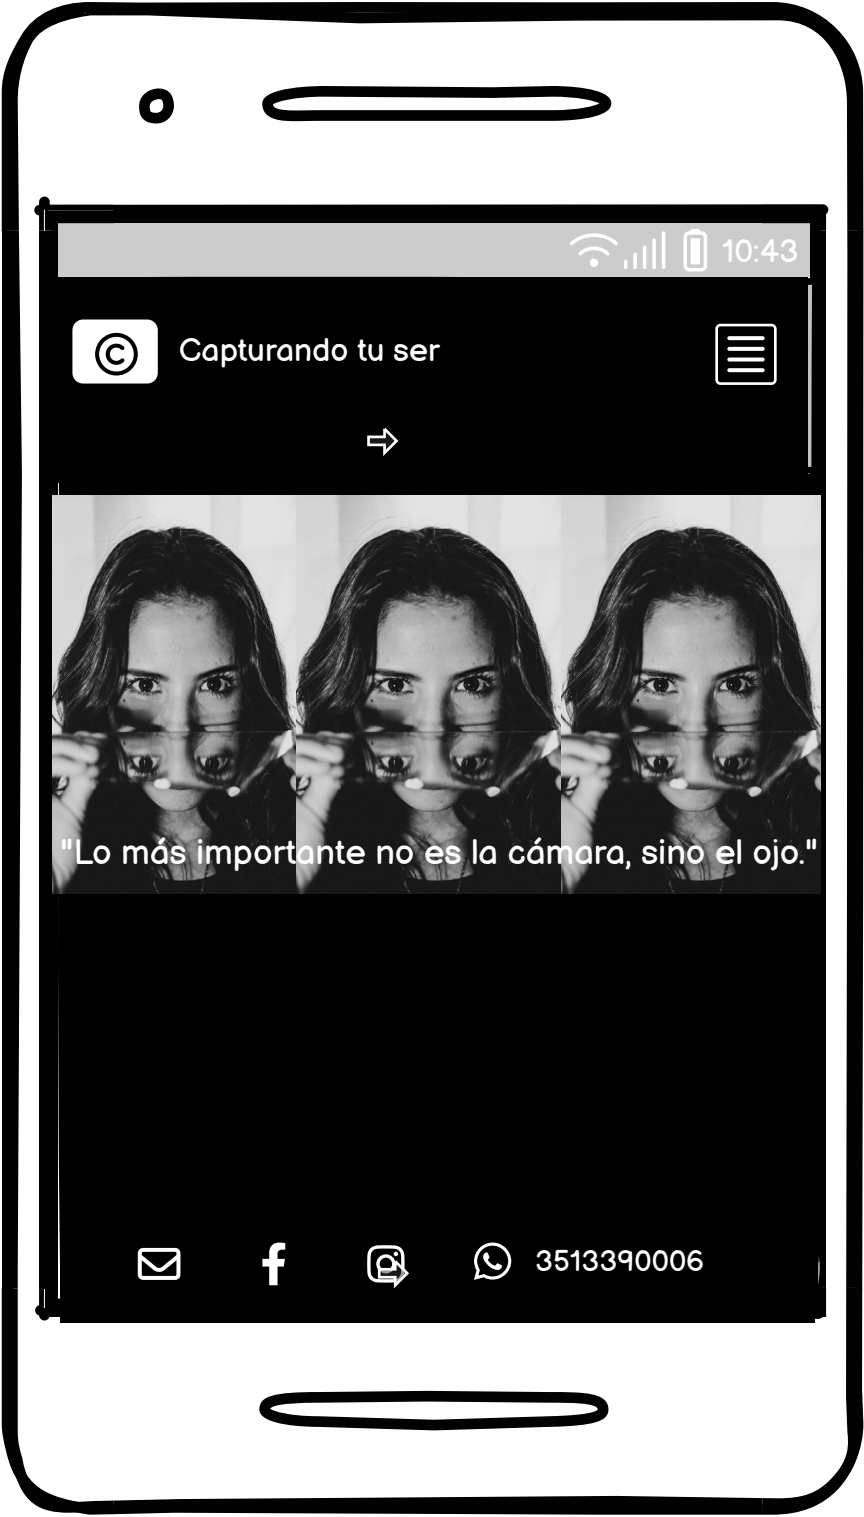 10:43
© Capturando tu ser
"Lo más importante no es la cámara, sino el ojo."
3513390006